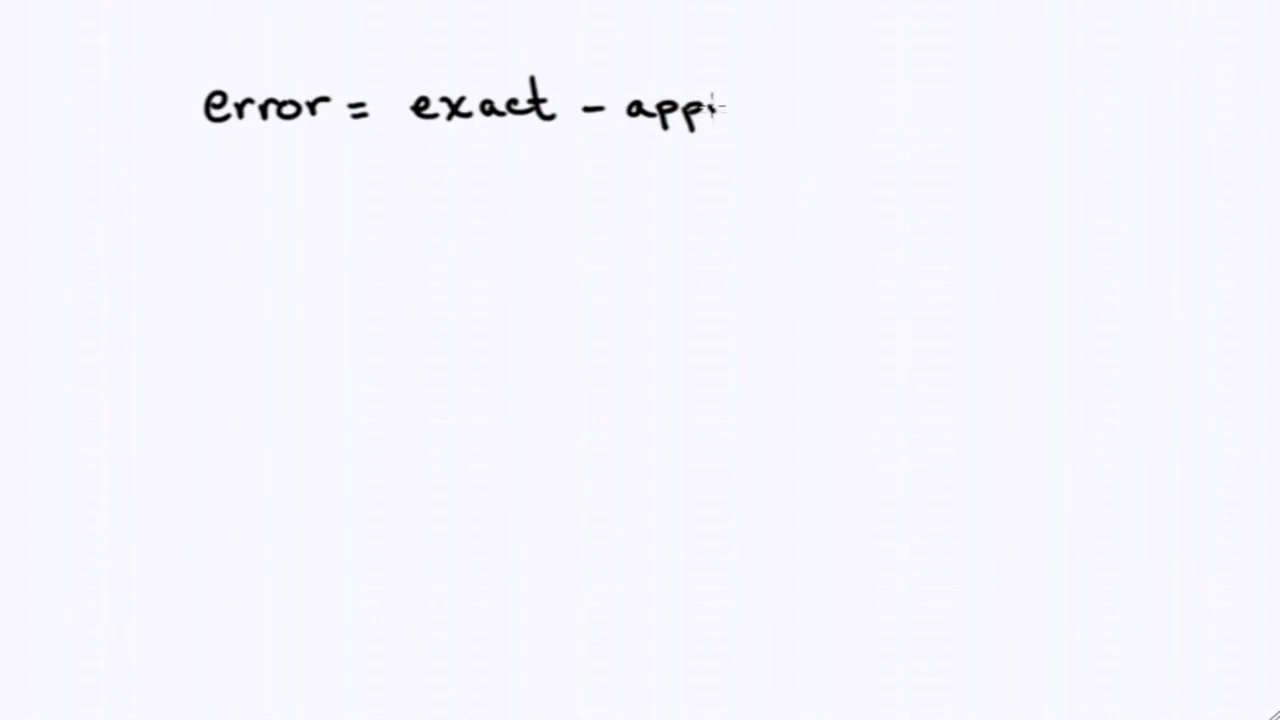 error = exact - app